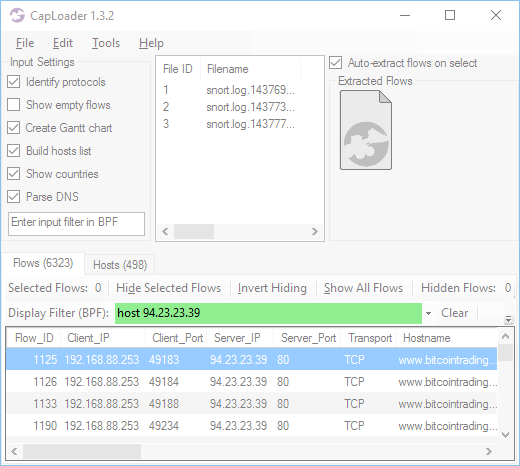 CapLoader 1.3.2
File Edit Tools Help
Input Settings
Identify protocols
Show empty flows
Create Gantt chart
Build hosts list
Show countries
Parse DNS
Enter input filter in BPF
File ID Filename
1 snort.log.143769...
2 snort.log.143773...
3 snort.log.143777...
Auto-extract flows on select
Extracted Flows
Flows (6323) Hosts (498)
Selected Flows: 0 Hide Selected Flows Invert Hiding Show All Flows Hidden Flows: 0
Display Filter (BPF): host 94.23.23.39 Clear
Flow_ID Client_IP Client_Port Server_IP Server_Port Transport Hostname
1125 192.168.88.253 49183 94.23.23.39 80 TCP www.bitcointrading...
1126 192.168.88.253 49184 94.23.23.39 80 TCP www.bitcointrading...
1133 192.168.88.253 49188 94.23.23.39 80 TCP www.bitcointrading...
1190 192.168.88.253 49234 94.23.23.39 80 TCP www.bitcointrading...